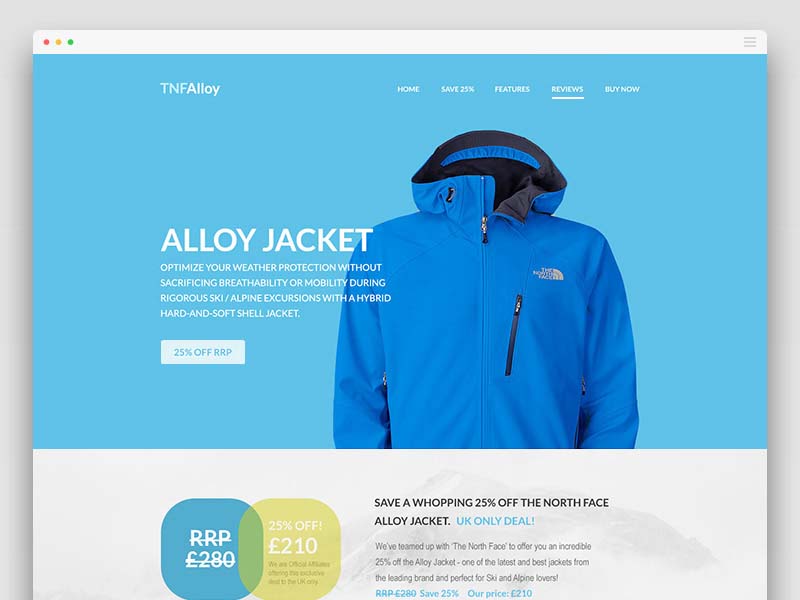 TNFAlloy
HOME SAVE 25% FEATURES REVIEWS BUY NOW
THE
NORTH
FACE
ALLOY JACKET
OPTIMIZE YOUR WEATHER PROTECTION WITHOUT
SACRIFICING BREATHABILITY OR MOBILITY DURING
RIGOROUS SKI / ALPINE EXCURSIONS WITH A HYBRID
HARD-AND-SOFT SHELL JACKET.
25% OFF RRP
RRP
£280
25% OFF!
£210
We are Official Affiliates
offering this exclusive
deal to the UK only.
SAVE A WHOPPING 25% OFF THE NORTH FACE
ALLOY JACKET. UK ONLY DEAL!
We've teamed up with 'The North Face' to offer you an incredible
25% off the Alloy Jacket - one of the latest and best jackets from
the leading brand and perfect for Ski and Alpine lovers!
RRP £280 Save 25% Our price: £210